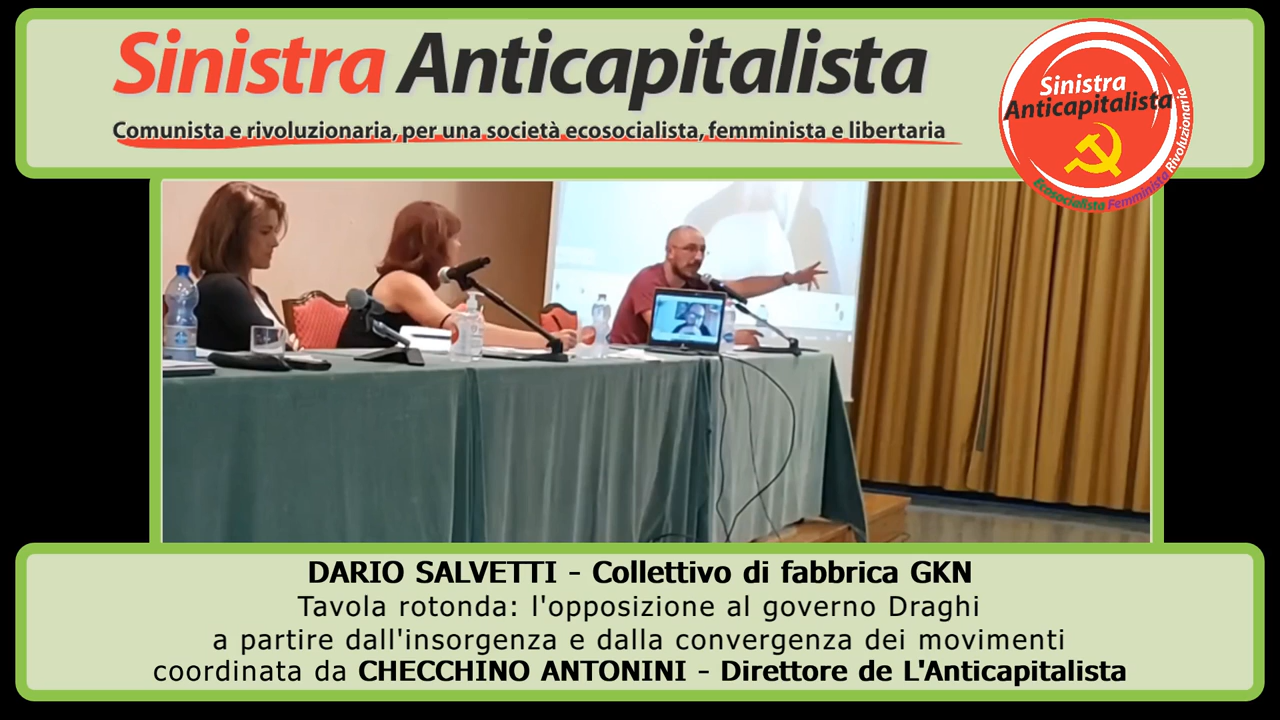 Sinistra Anticapitalista
Comunista e rivoluzionaria, per una società ecosocialista, femminista e libertaria
Sinistra
Anticapitalista
Ecosocialista Femminista Rivoluzionaria
DARIO SALVETTI - Collettivo di fabbrica GKN
Tavola rotonda: l'opposizione al governo Draghi
a partire dall'insorgenza e dalla convergenza dei movimenti
coordinata da CHECCHINO ANTONINI - Direttore de L'Anticapitalista